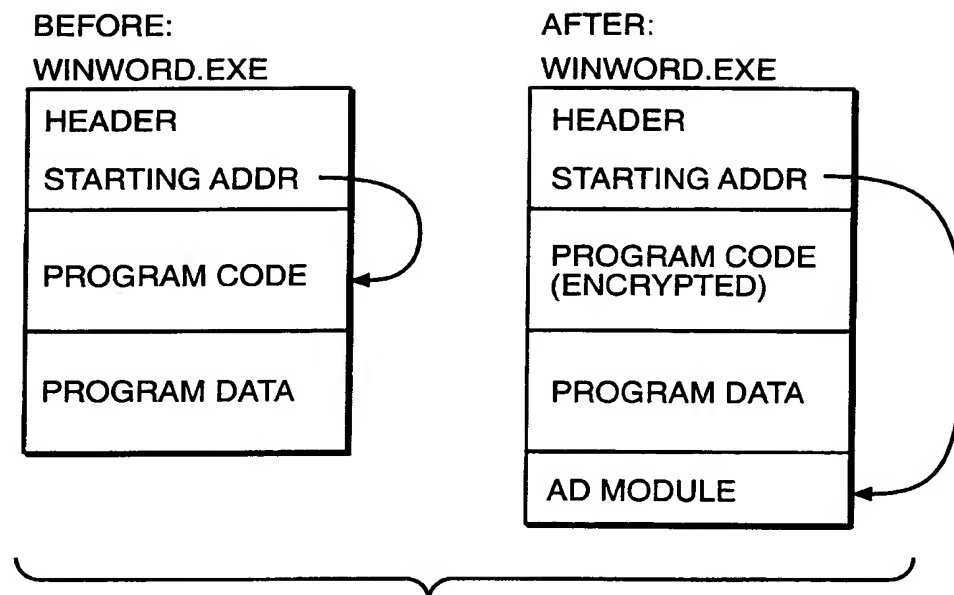 BEFORE:
WINWORD.EXE
HEADER
STARTING ADDR
PROGRAM CODE
PROGRAM DATA
AFTER:
WINWORD.EXE
HEADER
STARTING ADDR
PROGRAM CODE
(ENCRYPTED)
PROGRAM DATA
AD MODULE